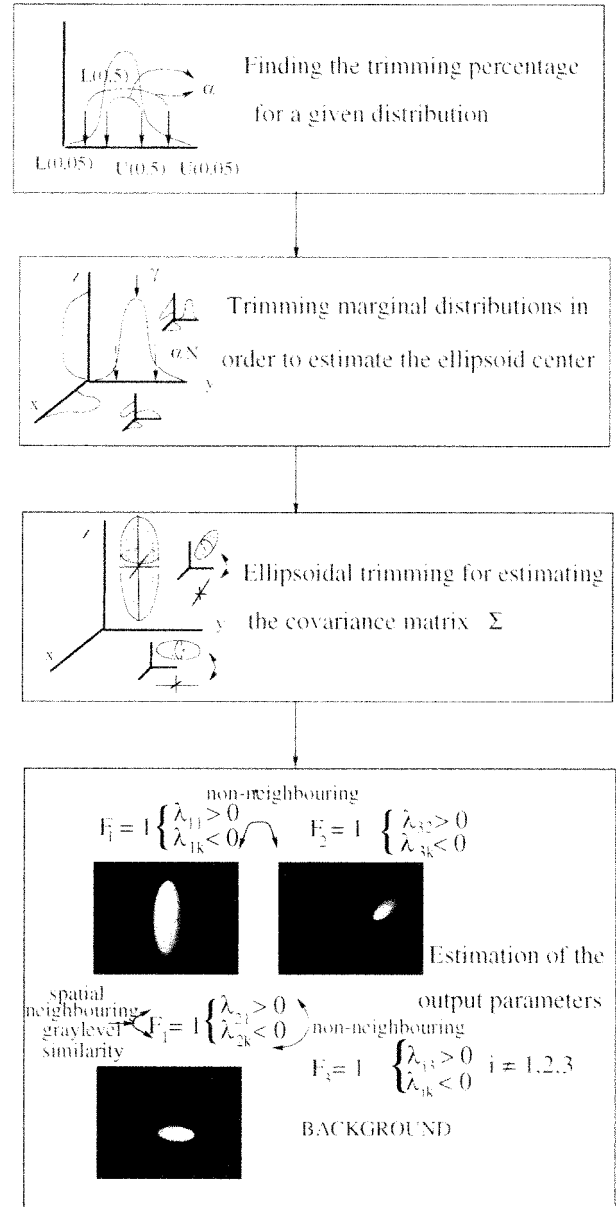 L(0.5)
α
L(0.05) U(0.5) U(0.05)
Finding the trimming percentage
for a given distribution
z
γ
α N
x
y
Trimming marginal distributions in
order to estimate the ellipsoid center
z
x
y
Ellipsoidal trimming for estimating
the covariance matrix Σ
non-neighbouring
F₁ = 1 { λ₁₁ > 0
λ₁ₖ < 0
F₂ = 1 { λ₃₂ > 0
λ₃ₖ < 0
Estimation of the
output parameters
spatial
neighbouring
graylevel
similarity
F₁ = 1 { λ₂₁ > 0
λ₂ₖ < 0
non-neighbouring
F₃ = 1 { λᵢ₃ > 0
λᵢₖ < 0
i ≠ 1,2,3
BACKGROUND